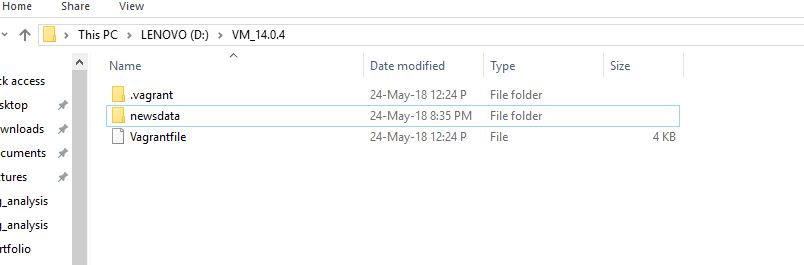 Home Share View
This PC > LENOVO (D:) > VM_14.0.4
Name Date modified Type Size
ck access
sktop
wnloads
cuments
tures
g_analysis
g_analysis
rtfolio
.vagrant 24-May-18 12:24 P File folder
newsdata 24-May-18 8:35 PM File folder
Vagrantfile 24-May-18 12:24 P File 4 KB